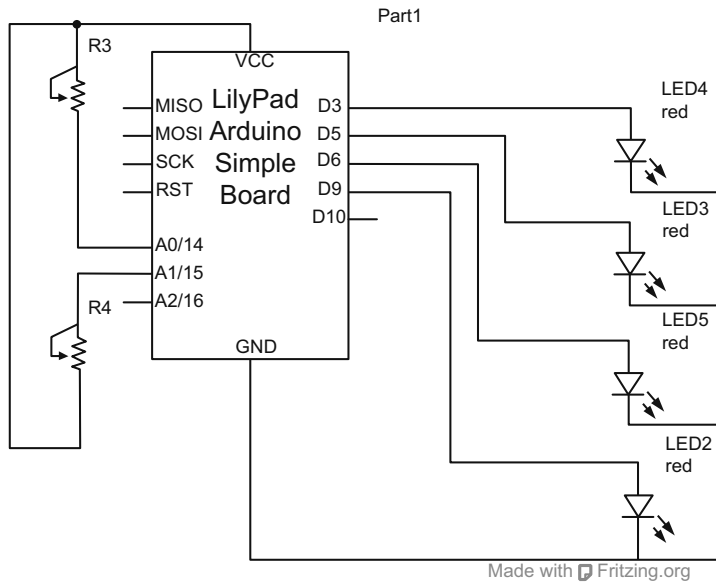 Part1
R3
VCC
LilyPad
Arduino
Simple
Board
MISO
MOSI
SCK
RST
A0/14
A1/15
A2/16
D3
D5
D6
D9
D10
GND
R4
LED4
red
LED3
red
LED5
red
LED2
red
Made with Fritzing.org